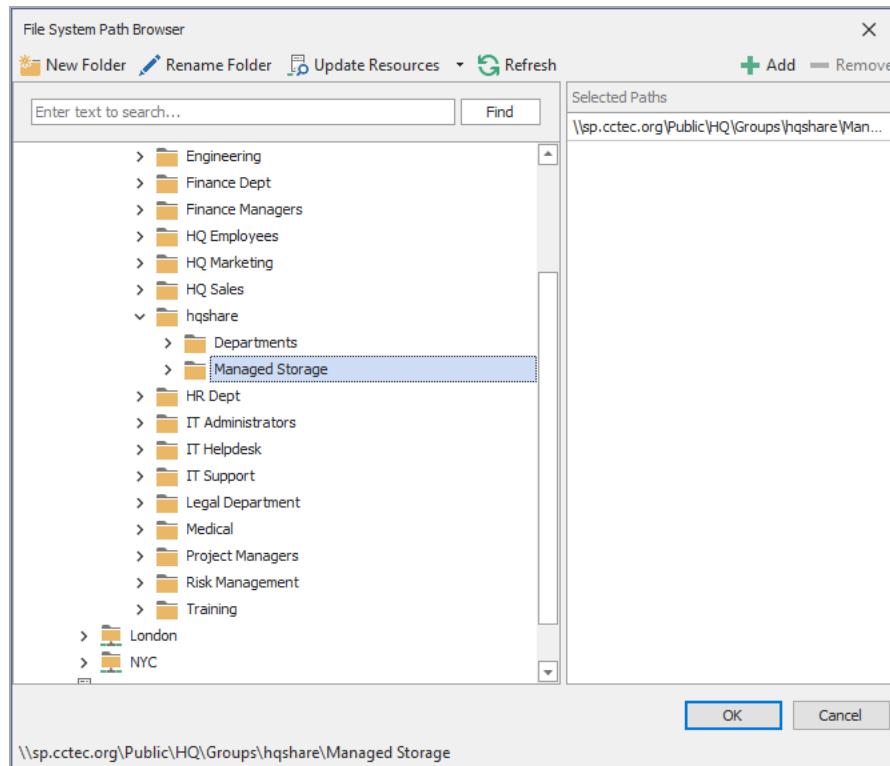 File System Path Browser
New Folder Rename Folder Update Resources Refresh Add Remove
Enter text to search... Find
Selected Paths
\\sp.cctec.org\Public\HQ\Groups\hqshare\Man...
Engineering
Finance Dept
Finance Managers
HQ Employees
HQ Marketing
HQ Sales
hqshare
Departments
Managed Storage
HR Dept
IT Administrators
IT Helpdesk
IT Support
Legal Department
Medical
Project Managers
Risk Management
Training
London
NYC
OK Cancel
\\sp.cctec.org\Public\HQ\Groups\hqshare\Managed Storage